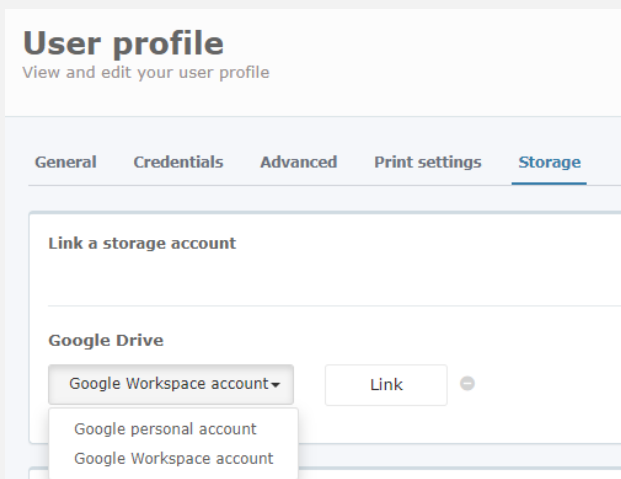 User profile
View and edit your user profile
General Credentials Advanced Print settings Storage
Link a storage account
Google Drive
Google Workspace account Link
Google personal account
Google Workspace account